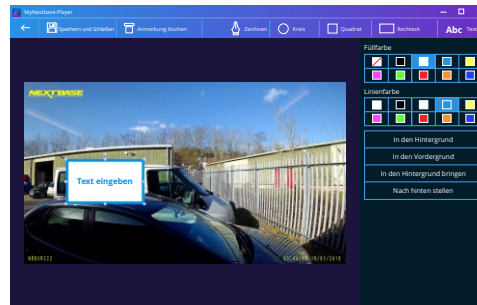 MyNextbase-Player
Speichern und Schließen
Anmerkung löschen
Zeichnen
Kreis
Quadrat
Rechteck
Abc Text
Füllfarbe
Linienfarbe
In den Hintergrund
In den Vordergrund
In den Hintergrund bringen
Nach hinten stellen
NEXTBASE
Text eingeben